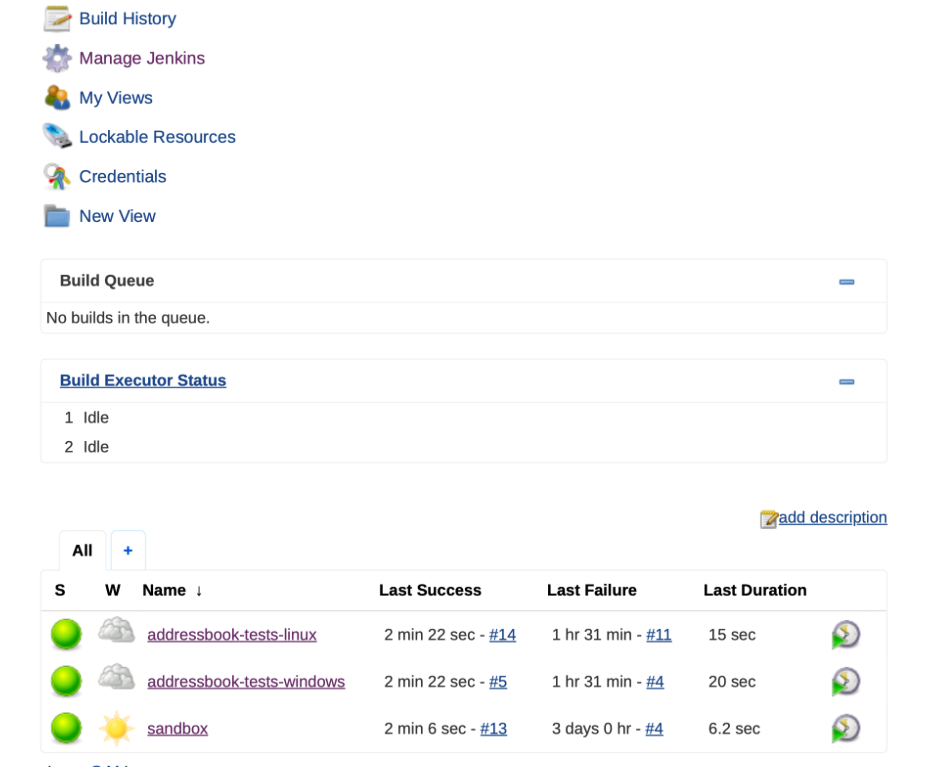 Build History
Manage Jenkins
My Views
Lockable Resources
Credentials
New View
Build Queue
No builds in the queue.
Build Executor Status
1 Idle
2 Idle
add description
All +
S W Name ↓ Last Success Last Failure Last Duration
addressbook-tests-linux 2 min 22 sec - #14 1 hr 31 min - #11 15 sec
addressbook-tests-windows 2 min 22 sec - #5 1 hr 31 min - #4 20 sec
sandbox 2 min 6 sec - #13 3 days 0 hr - #4 6.2 sec